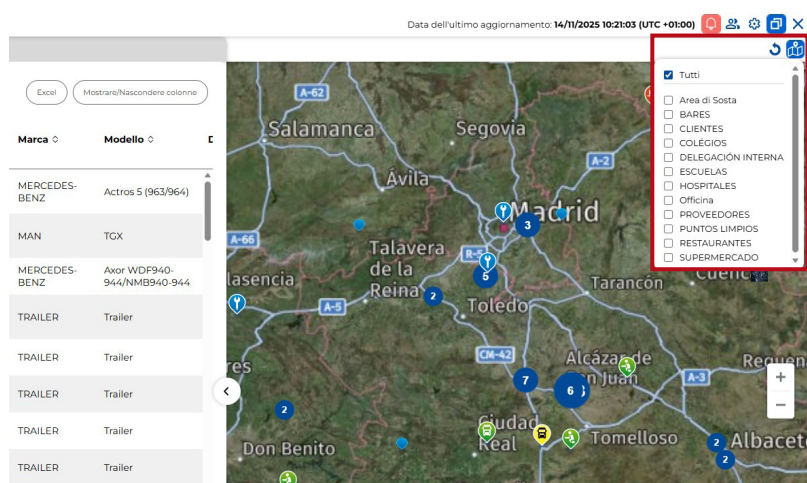 Data dell'ultimo aggiornamento: 14/11/2025 10:21:03 (UTC +01:00)
Excel
Mostrare/Nascondere colonne
Marca
Modello
MERCEDES-
BENZ
Actros 5 (963/964)
MAN
TGX
MERCEDES-
BENZ
Axor WDF940-
944/NMB940-944
TRAILER
Trailer
TRAILER
Trailer
TRAILER
Trailer
TRAILER
Trailer
TRAILER
Trailer
Tutti
Area di Sosta
BARES
CLIENTES
COLÉGIOS
DELEGACIÓN INTERNA
ESCUELAS
HOSPITALES
Officina
PROVEEDORES
PUNTOS LIMPIOS
RESTAURANTES
SUPERMERCADO
A-62
Salamanca
Segovia
A-2
Ávila
Madrid
3
A-66
Talavera
de la
Reina
R-5
5
lasencia
2
Tarancón
Cuenca
A-5
Toledo
CM-42
Alcázar de
San Juan
Requen
A-3
res
7
6
2
Ciudad
Real
Tomelloso
Don Benito
2
Albacet
2
+
−